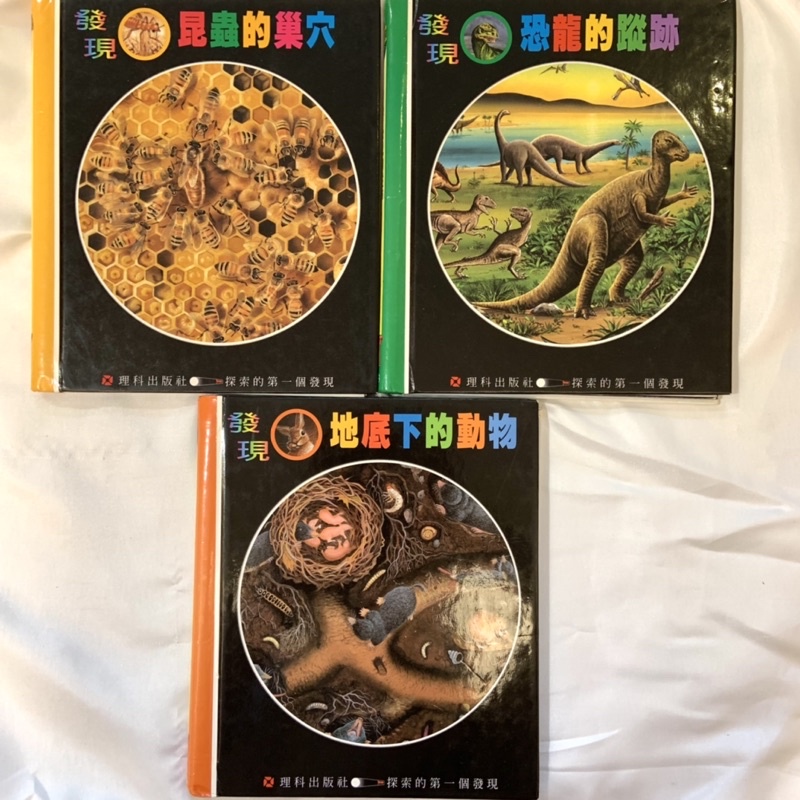 發現 昆蟲的巢穴
理科出版社 探索的第一個發現
發現 恐龍的蹤跡
理科出版社 探索的第一個發現
發現 地底下的動物
理科出版社 探索的第一個發現